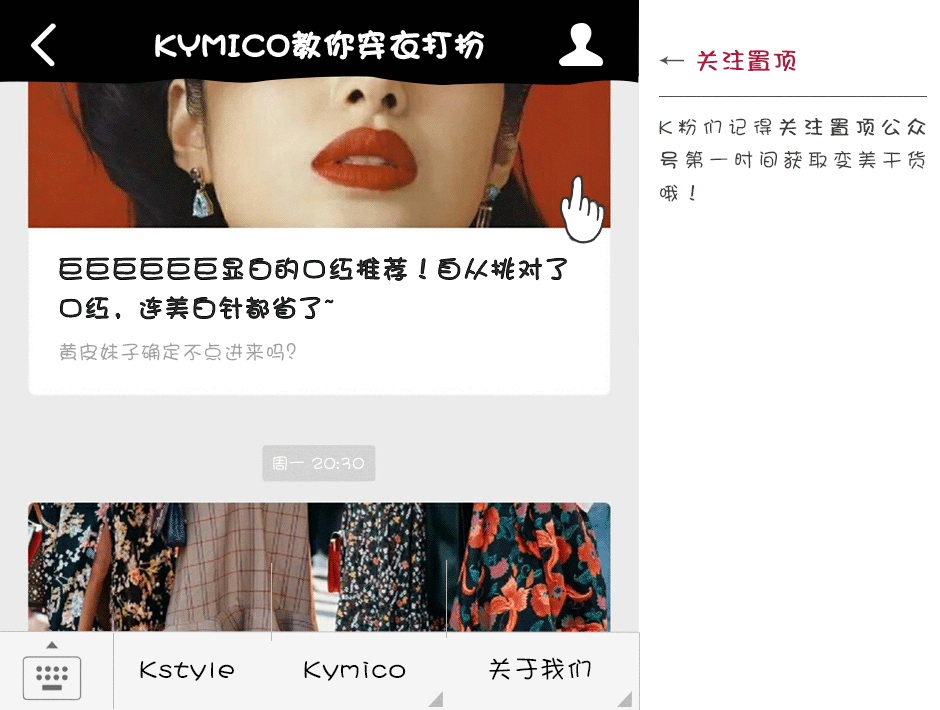 KYMICO教你穿衣打扮
← 关注置顶
K粉们记得关注置顶公众
号第一时间获取变美干货
哦！
巨巨巨巨巨巨显白的口红推荐！自从挑对了
口红，连美白针都省了~
黄皮妹子确定不点进来吗?
周一 20:30
Kstyle
Kymico
关于我们